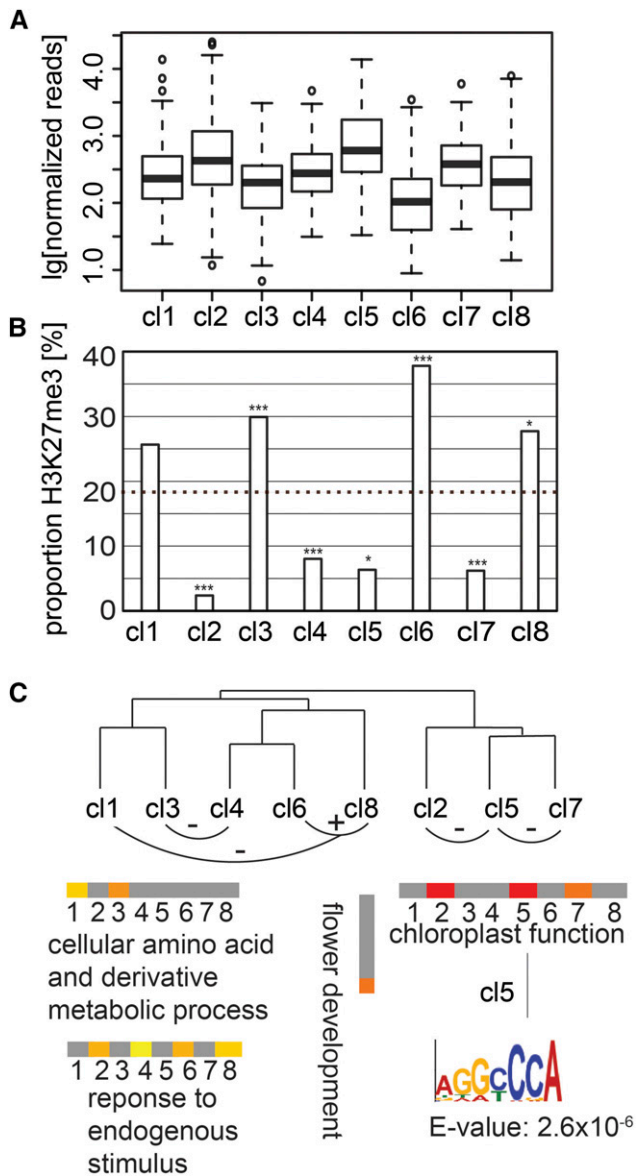 A
lg[normalized reads]
4.0
3.0
2.0
1.0
cl1 cl2 cl3 cl4 cl5 cl6 cl7 cl8
B
proportion H3K27me3 [%]
40
30
20
10
0
*** *** *** * *** *** *
cl1 cl2 cl3 cl4 cl5 cl6 cl7 cl8
C
cl1 cl3 cl4 cl6 cl8 cl2 cl5 cl7
- + - -
-
1 2 3 4 5 6 7 8
cellular amino acid
and derivative
metabolic process
1 2 3 4 5 6 7 8
reponse to
endogenous
stimulus
flower development
1 2 3 4 5 6 7 8
chloroplast function
cl5
AGGCCCA
E-value: 2.6x10⁻⁶